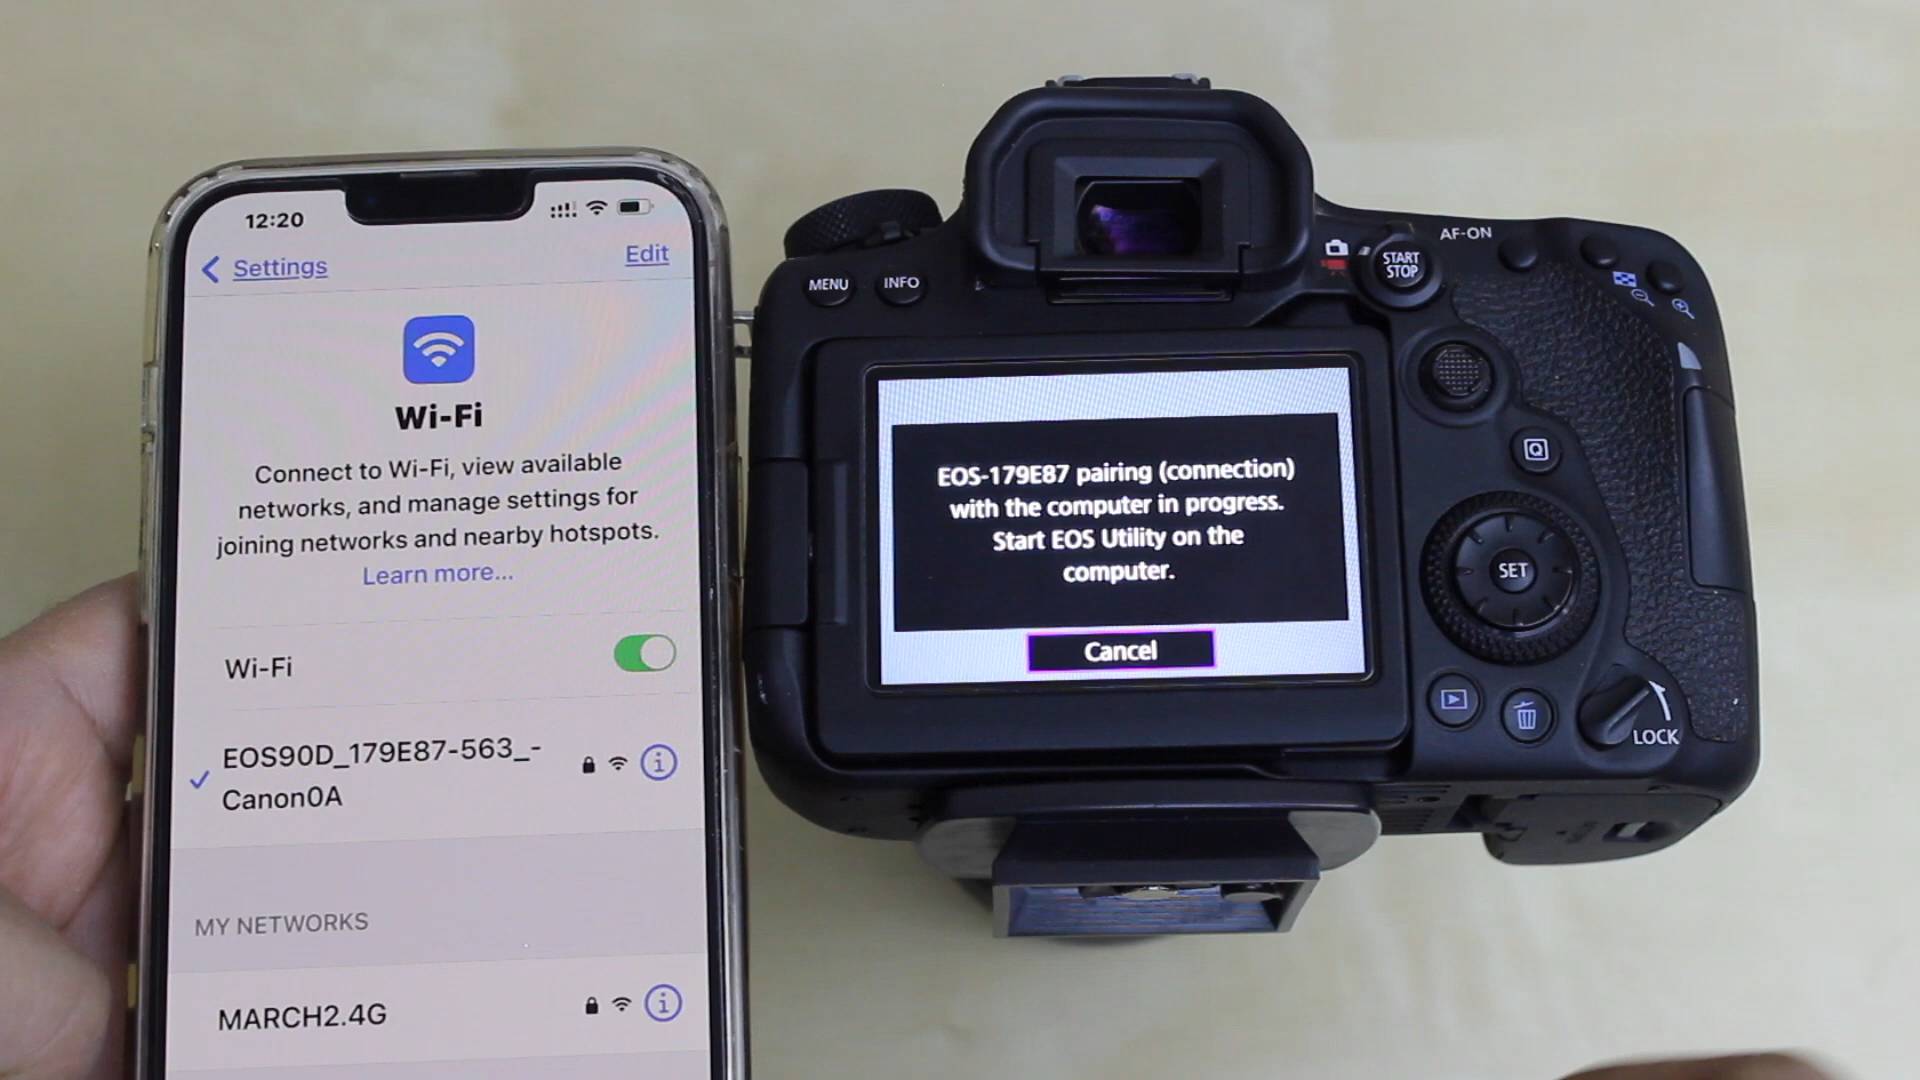 12:20
Settings
Edit
Wi-Fi
Connect to Wi-Fi, view available
networks, and manage settings for
joining networks and nearby hotspots.
Learn more...
Wi-Fi
EOS90D_179E87-563_-
Canon0A
MY NETWORKS
MARCH2.4G
MENU
INFO
START
STOP
AF-ON
EOS-179E87 pairing (connection)
with the computer in progress.
Start EOS Utility on the
computer.
Cancel
Q
SET
LOCK